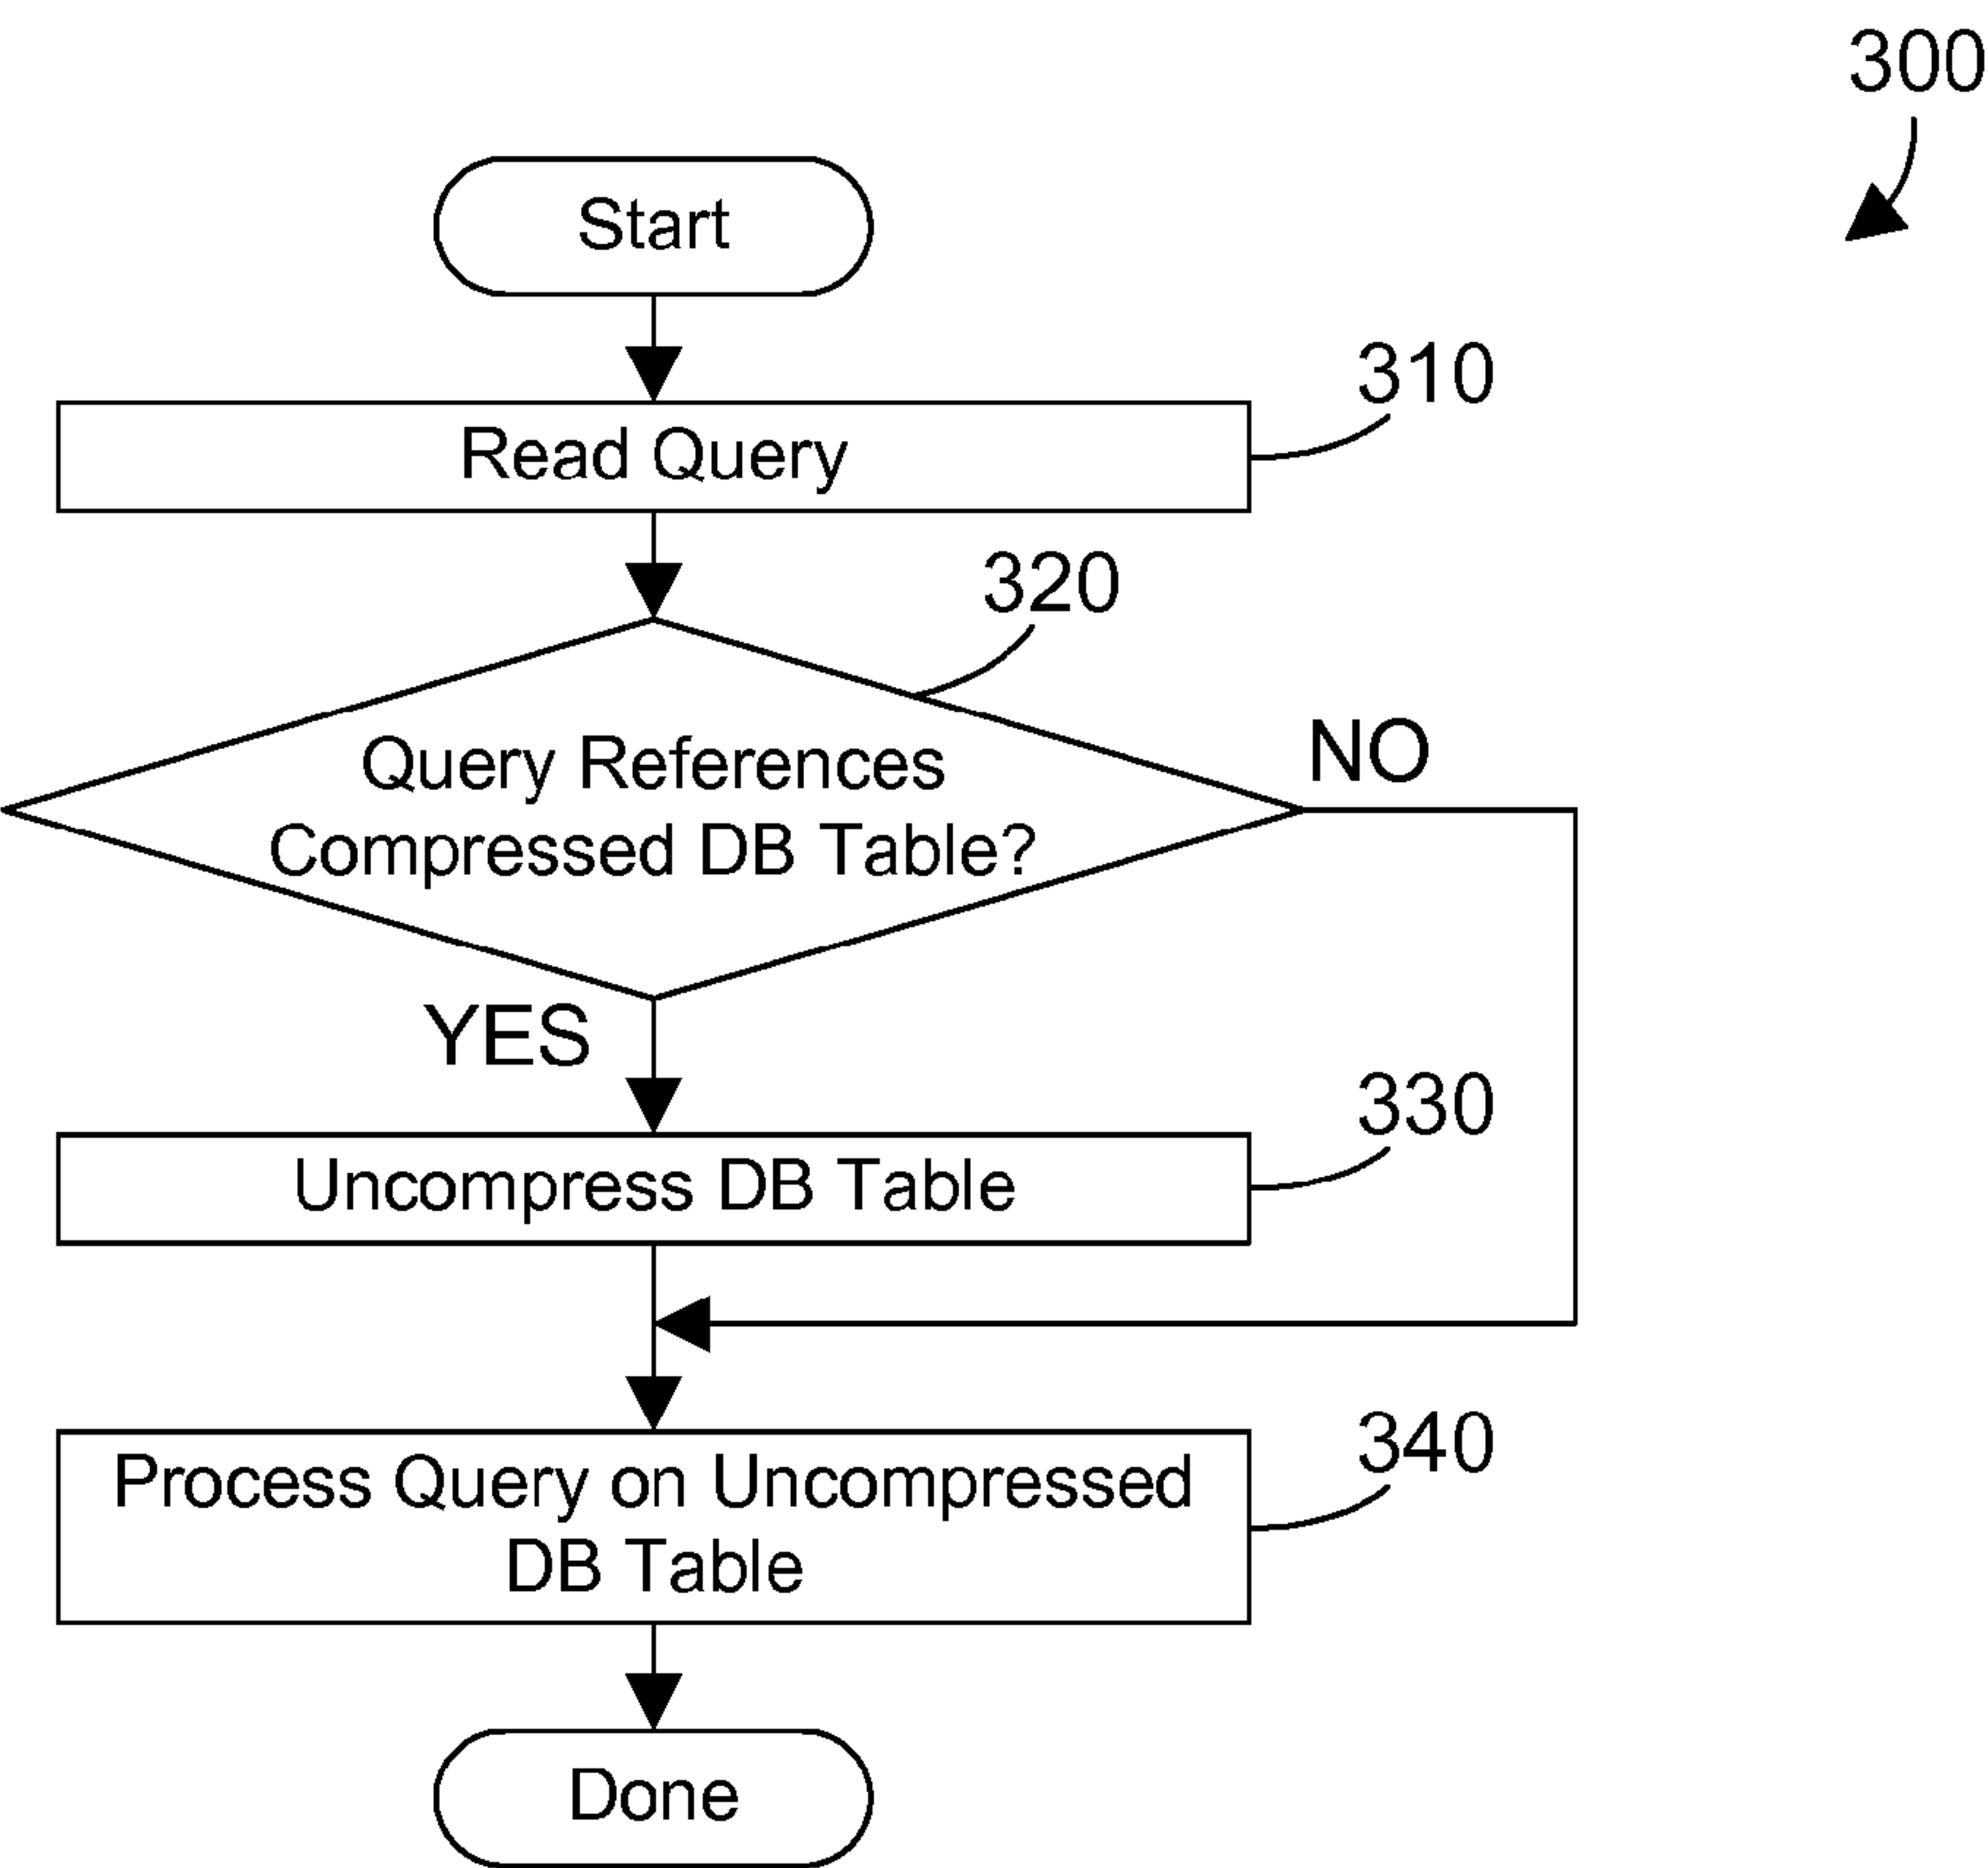 300
Start
310
Read Query
320
Query References
Compressed DB Table?
NO
YES
330
Uncompress DB Table
340
Process Query on Uncompressed
DB Table
Done